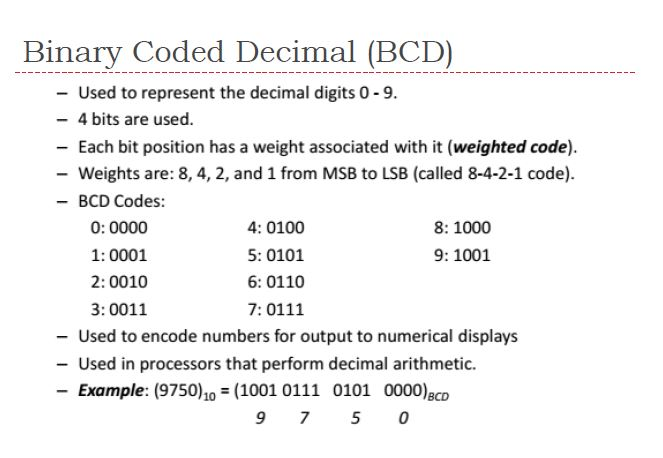 Binary Coded Decimal (BCD)
– Used to represent the decimal digits 0 - 9.
– 4 bits are used.
– Each bit position has a weight associated with it (weighted code).
– Weights are: 8, 4, 2, and 1 from MSB to LSB (called 8-4-2-1 code).
– BCD Codes:
0: 0000 4: 0100 8: 1000
1: 0001 5: 0101 9: 1001
2: 0010 6: 0110
3: 0011 7: 0111
– Used to encode numbers for output to numerical displays
– Used in processors that perform decimal arithmetic.
– Example: (9750)10 = (1001 0111 0101 0000)BCD
9 7 5 0